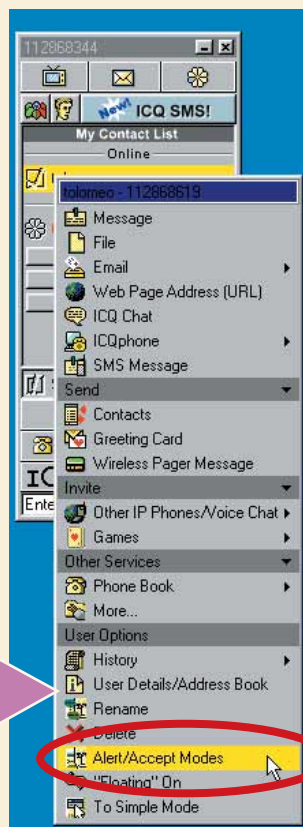 112868344
New! ICQ SMS!
My Contact List
Online
tolomeo - 112868619
Message
File
Email
Web Page Address (URL)
ICQ Chat
ICQphone
SMS Message
Send
Contacts
Greeting Card
Wireless Pager Message
Invite
Other IP Phones/Voice Chat
Games
Other Services
Phone Book
More...
User Options
History
User Details/Address Book
Rename
Delete
Alert/Accept Modes
"Floating" On
To Simple Mode